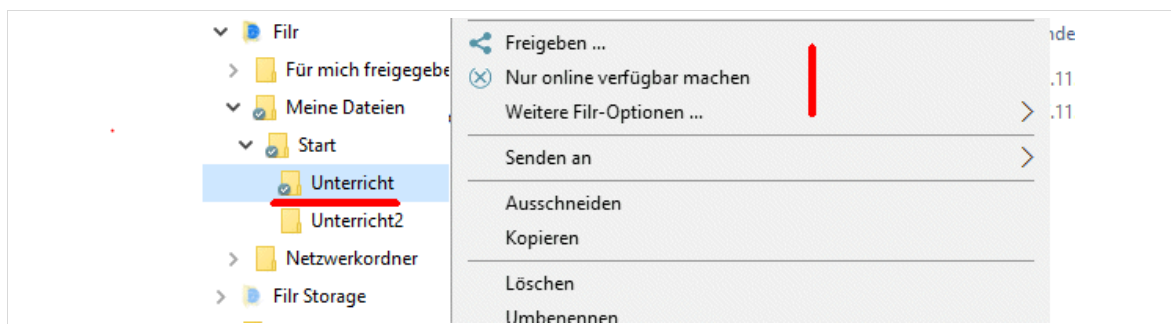 Filr
Für mich freigegebe
Meine Dateien
Start
Unterricht
Unterricht2
Netzwerkordner
Filr Storage
Freigeben ...
Nur online verfügbar machen
Weitere Filr-Optionen ...
Senden an
Ausschneiden
Kopieren
Löschen
Umbenennen
nde
.11
.11